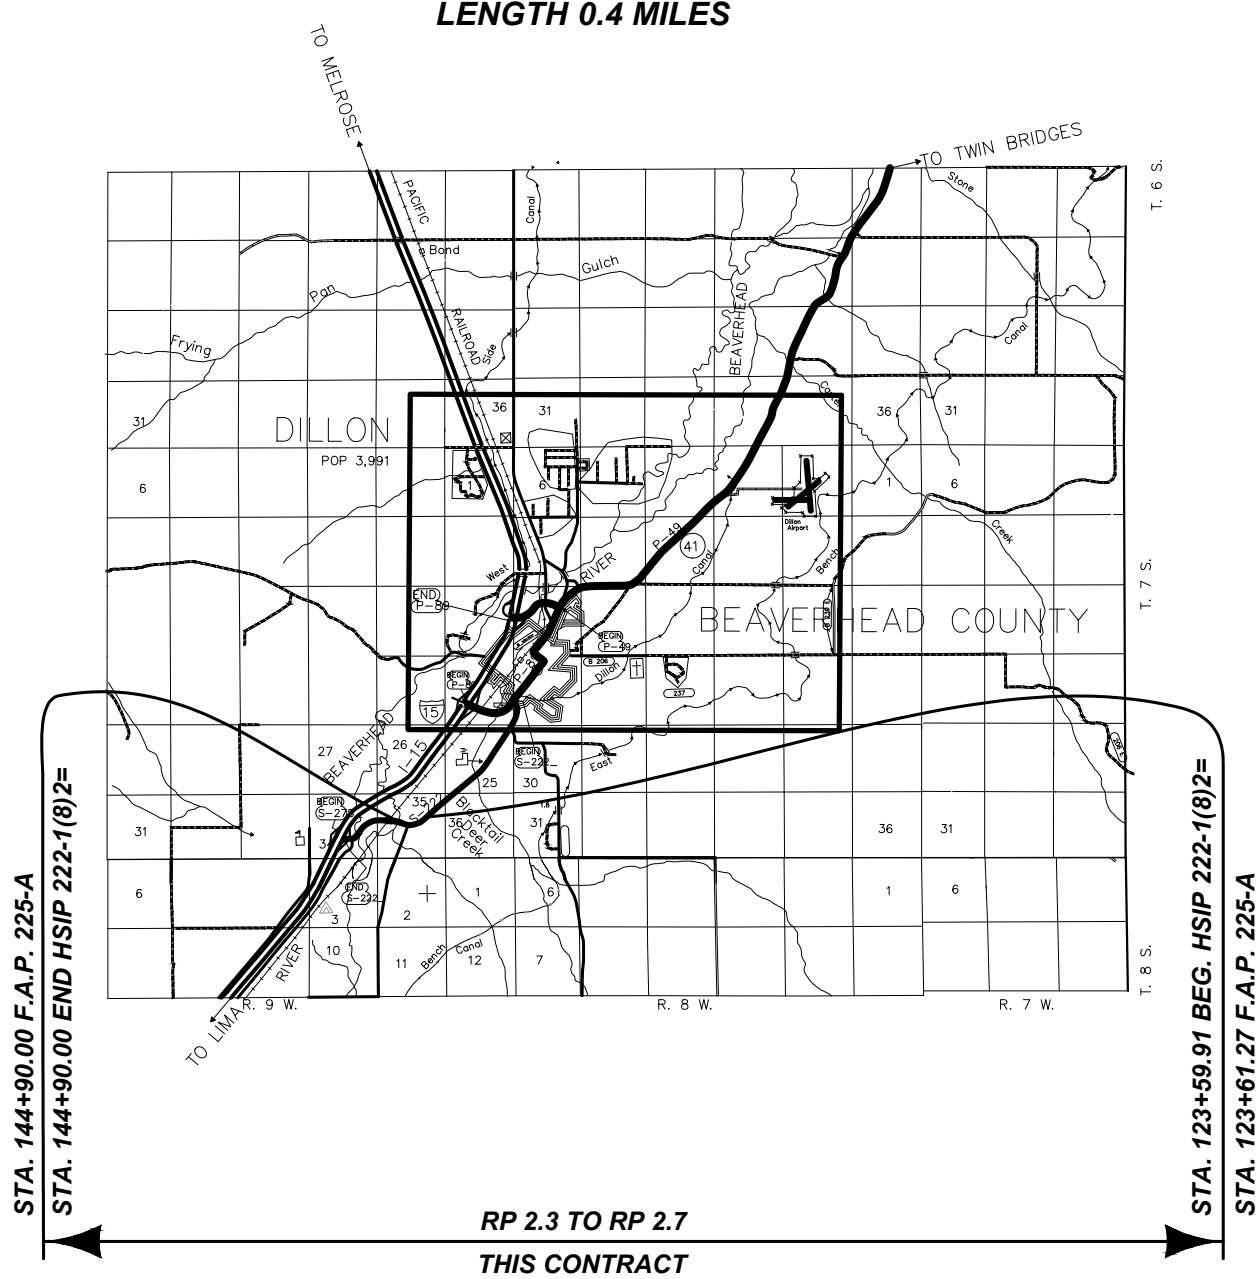 LENGTH 0.4 MILES
TO MELROSE
TO TWIN BRIDGES
T. 6 S.
PACIFIC
Canal
Stone
Bond
Gulch
Pan
BEAVERHEAD
RAILROAD
Side
Canal
Frying
36
31
36
31
31
DILLON
POP 3,991
6
1
6
1
6
Dillon
Airport
P-49
41
Creek
Canal
Bench
West
RIVER
T. 7 S.
END
P-89
BEAVERHEAD COUNTY
BEGIN
P-49
B 206
Dillon
237
BEGIN
15
BEAVERHEAD
27
26
I-15
BEGIN
S-222
East
25
30
BEGIN
35
36
Blacktail
Deer
Creek
1.8
31
31
36
31
6
END
S-222
1
6
1
6
3
2
10
11
Bench
Canal
12
7
RIVER
T. 8 S.
R. 9 W.
R. 8 W.
R. 7 W.
TO LIMA
STA. 144+90.00 F.A.P. 225-A
STA. 144+90.00 END HSIP 222-1(8)2=
STA. 123+59.91 BEG. HSIP 222-1(8)2=
STA. 123+61.27 F.A.P. 225-A
RP 2.3 TO RP 2.7
THIS CONTRACT